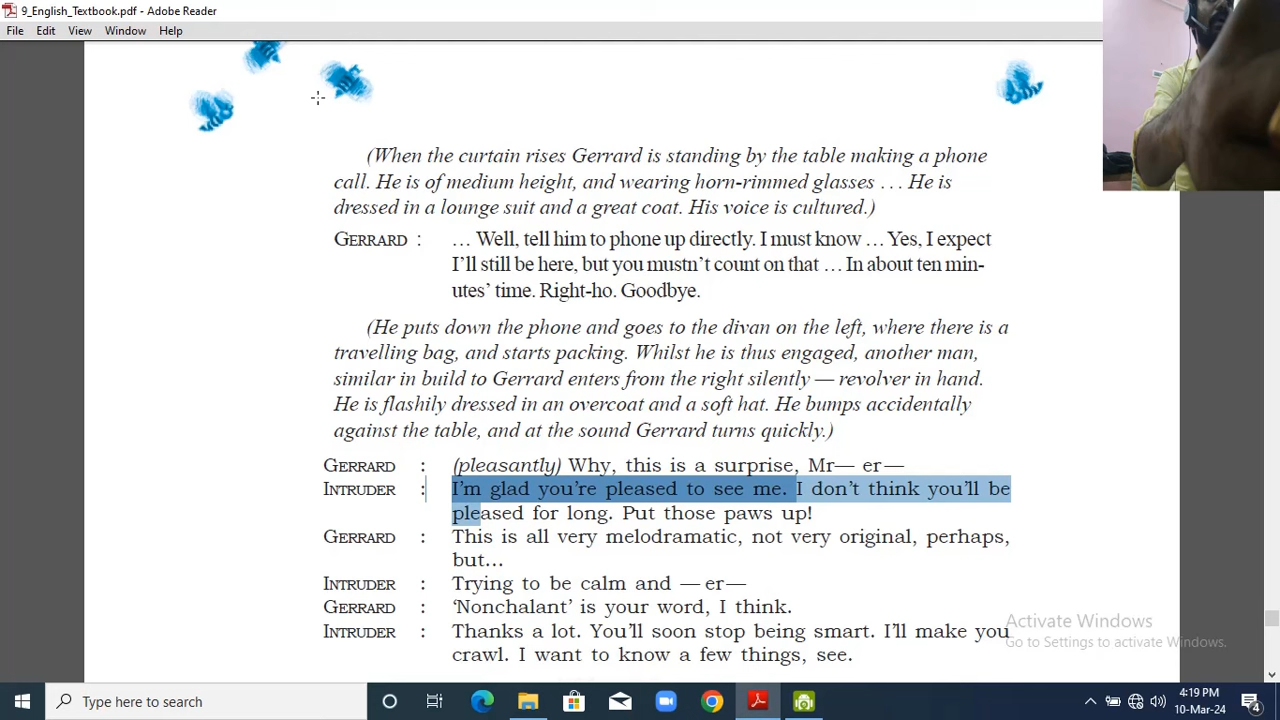 9_English_Textbook.pdf - Adobe Reader
File Edit View Window Help
(When the curtain rises Gerrard is standing by the table making a phone
call. He is of medium height, and wearing horn-rimmed glasses . . . He is
dressed in a lounge suit and a great coat. His voice is cultured.)
GERRARD : … Well, tell him to phone up directly. I must know … Yes, I expect
I’ll still be here, but you mustn’t count on that … In about ten min-
utes’ time. Right-ho. Goodbye.
(He puts down the phone and goes to the divan on the left, where there is a
travelling bag, and starts packing. Whilst he is thus engaged, another man,
similar in build to Gerrard enters from the right silently — revolver in hand.
He is flashily dressed in an overcoat and a soft hat. He bumps accidentally
against the table, and at the sound Gerrard turns quickly.)
GERRARD : (pleasantly) Why, this is a surprise, Mr— er—
INTRUDER : I’m glad you’re pleased to see me. I don’t think you’ll be
pleased for long. Put those paws up!
GERRARD : This is all very melodramatic, not very original, perhaps,
but…
INTRUDER : Trying to be calm and — er—
GERRARD : ‘Nonchalant’ is your word, I think.
INTRUDER : Thanks a lot. You’ll soon stop being smart. I’ll make you
crawl. I want to know a few things, see.
Activate Windows
Go to Settings to activate Windows.
Type here to search
4:19 PM
10-Mar-24
4